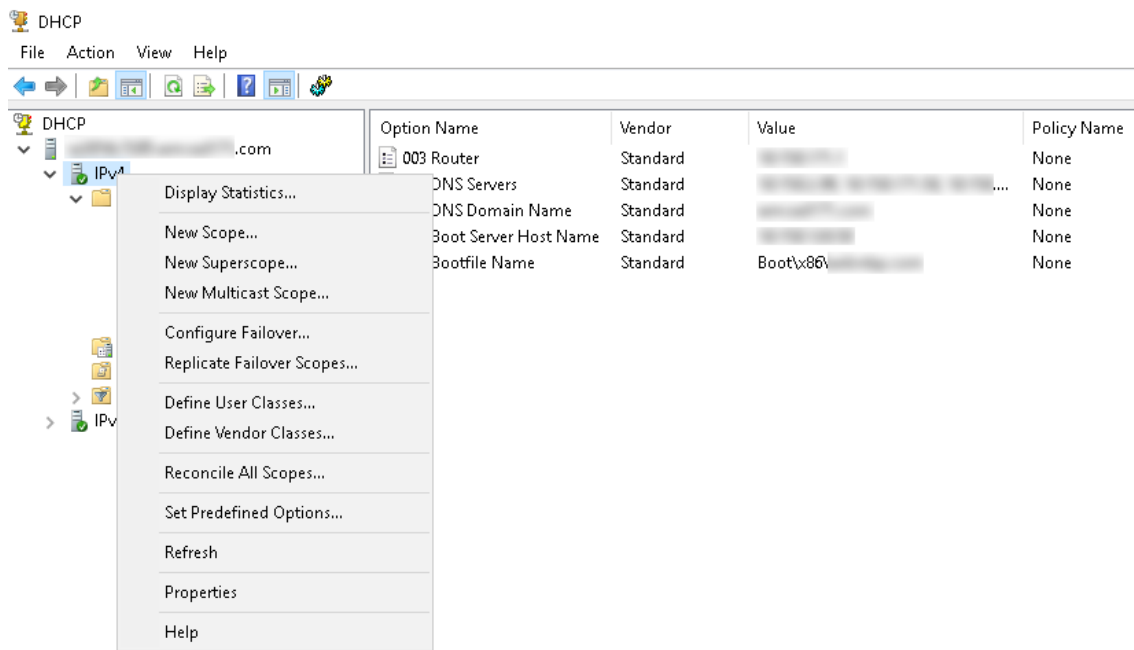 DHCP
File Action View Help
DHCP
.com
IPv4
IPv
Display Statistics...
New Scope...
New Superscope...
New Multicast Scope...
Configure Failover...
Replicate Failover Scopes...
Define User Classes...
Define Vendor Classes...
Reconcile All Scopes...
Set Predefined Options...
Refresh
Properties
Help
Option Name Vendor Value Policy Name
003 Router Standard None
DNS Servers Standard .... None
DNS Domain Name Standard None
Boot Server Host Name Standard None
Bootfile Name Standard Boot\x86\ None